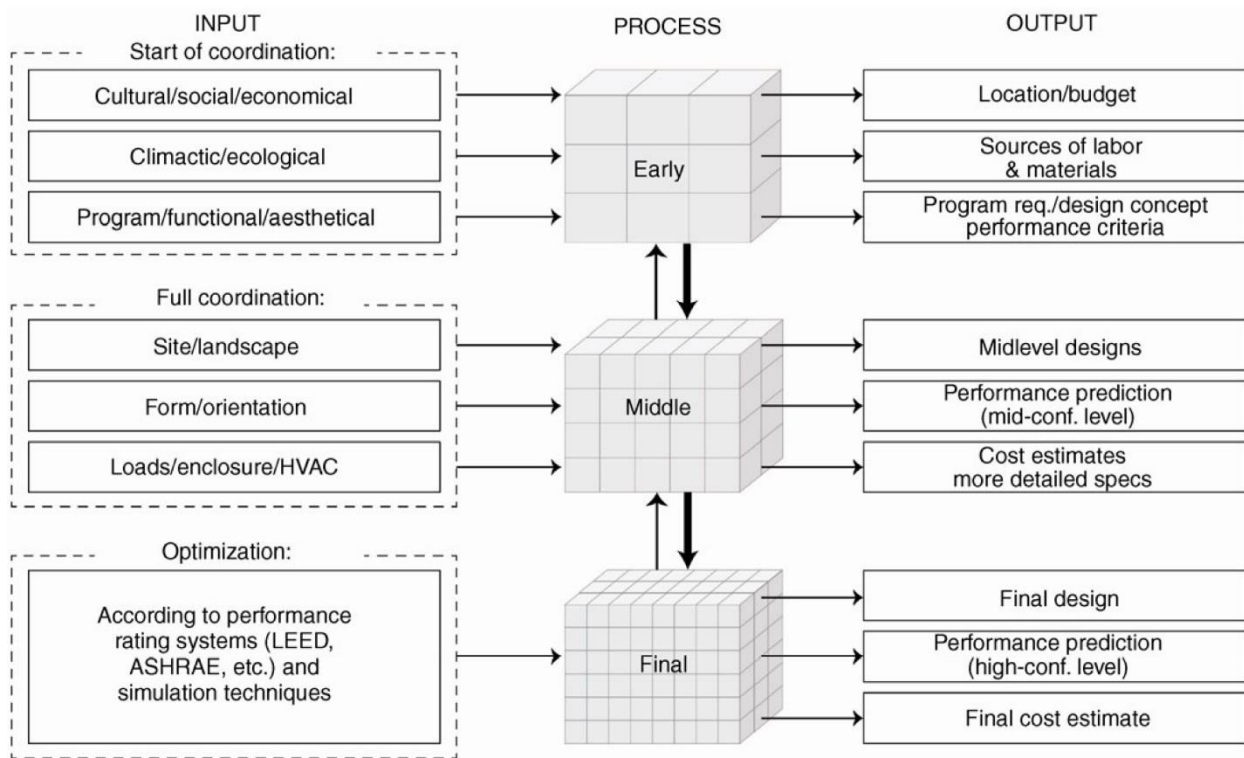 INPUT
PROCESS
OUTPUT
Start of coordination:
Cultural/social/economical
Climactic/ecological
Program/functional/aesthetical
Early
Location/budget
Sources of labor
& materials
Program req./design concept
performance criteria
Full coordination:
Site/landscape
Form/orientation
Loads/enclosure/HVAC
Middle
Midlevel designs
Performance prediction
(mid-conf. level)
Cost estimates
more detailed specs
Optimization:
According to performance
rating systems (LEED,
ASHRAE, etc.) and
simulation techniques
Final
Final design
Performance prediction
(high-conf. level)
Final cost estimate